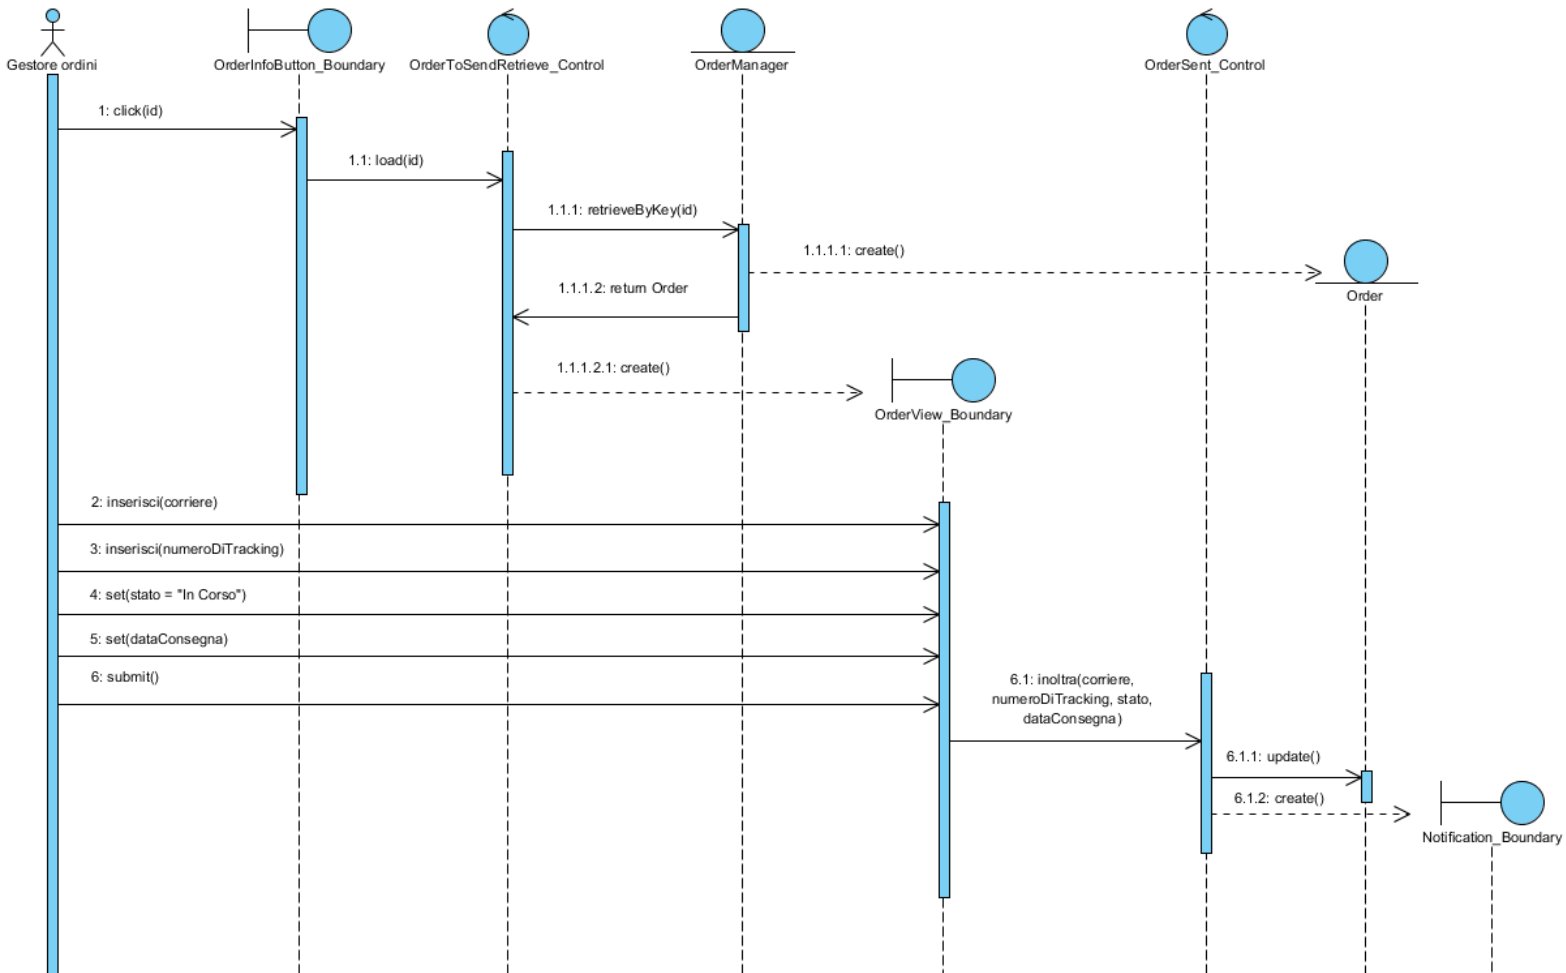 Gestore ordini
OrderInfoButton_Boundary
OrderToSendRetrieve_Control
OrderManager
OrderSent_Control
1: click(id)
1.1: load(id)
1.1.1: retrieveByKey(id)
1.1.1.1: create()
1.1.1.2: return Order
Order
1.1.1.2.1: create()
OrderView_Boundary
2: inserisci(corriere)
3: inserisci(numeroDiTracking)
4: set(stato = "In Corso")
5: set(dataConsegna)
6: submit()
6.1: inoltra(corriere,
numeroDiTracking, stato,
dataConsegna)
6.1.1: update()
6.1.2: create()
Notification_Boundary